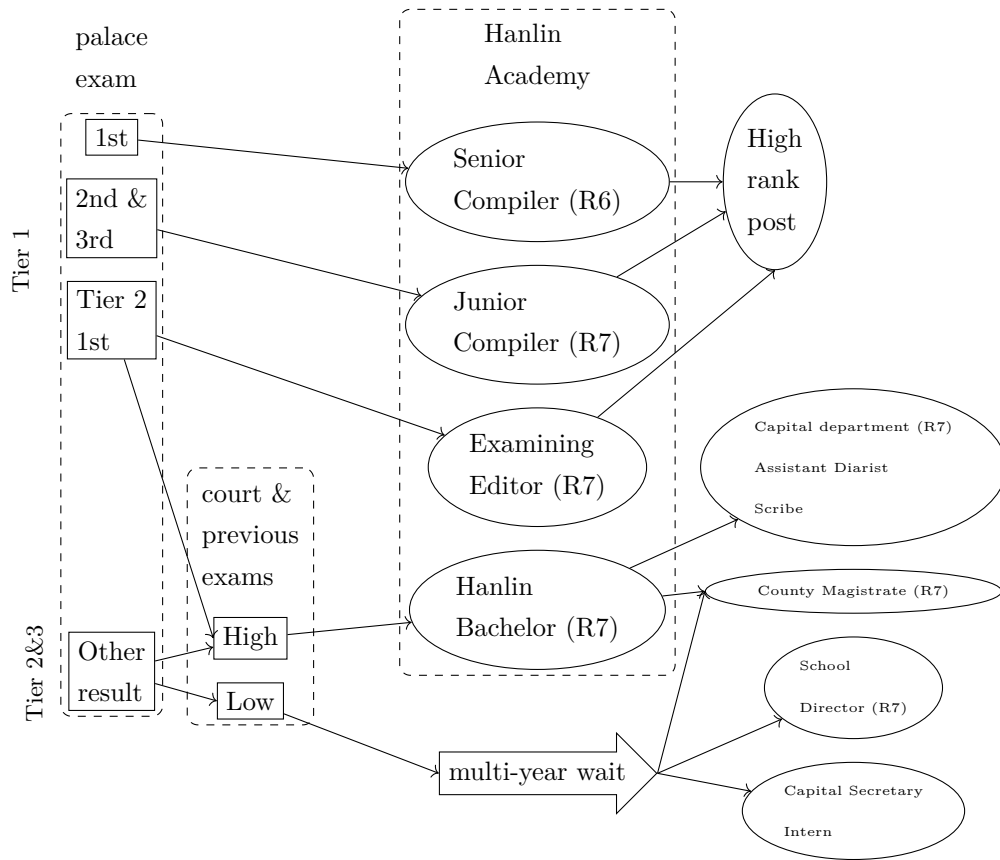 palace
exam
1st
2nd &
3rd
Tier 2
1st
Other
result
Tier 1
Tier 2&3
court &
previous
exams
High
Low
Hanlin
Academy
Senior
Compiler (R6)
Junior
Compiler (R7)
Examining
Editor (R7)
Hanlin
Bachelor (R7)
multi-year wait
High
rank
post
Capital department (R7)
Assistant Diarist
Scribe
County Magistrate (R7)
School
Director (R7)
Capital Secretary
Intern